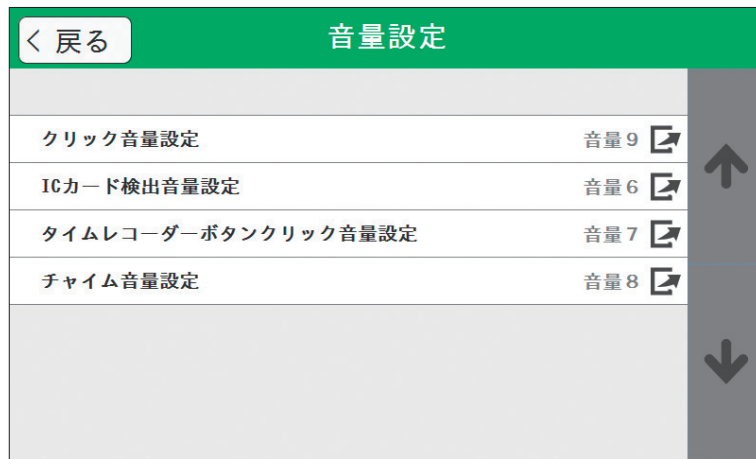 戻る
音量設定
クリック音量設定 音量9
ICカード検出音量設定 音量6
タイムレコーダーボタンクリック音量設定 音量7
チャイム音量設定 音量8